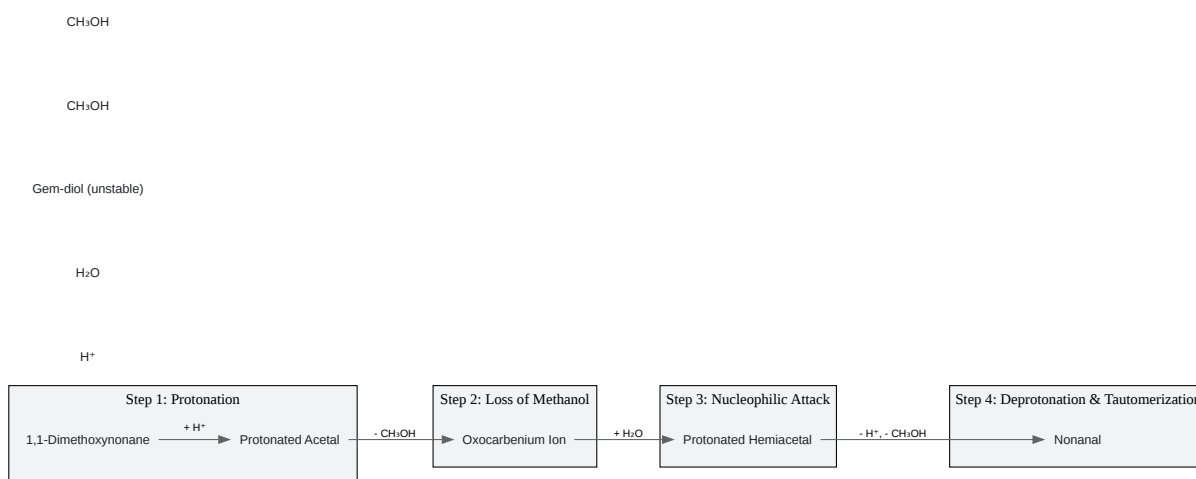 CH₃OH
CH₃OH
Gem-diol (unstable)
H₂O
H⁺
Step 1: Protonation
Step 2: Loss of Methanol
Step 3: Nucleophilic Attack
Step 4: Deprotonation & Tautomerization
1,1-Dimethoxynonane
+ H⁺
Protonated Acetal
- CH₃OH
Oxocarbenium Ion
+ H₂O
Protonated Hemiacetal
- H⁺, - CH₃OH
Nonanal